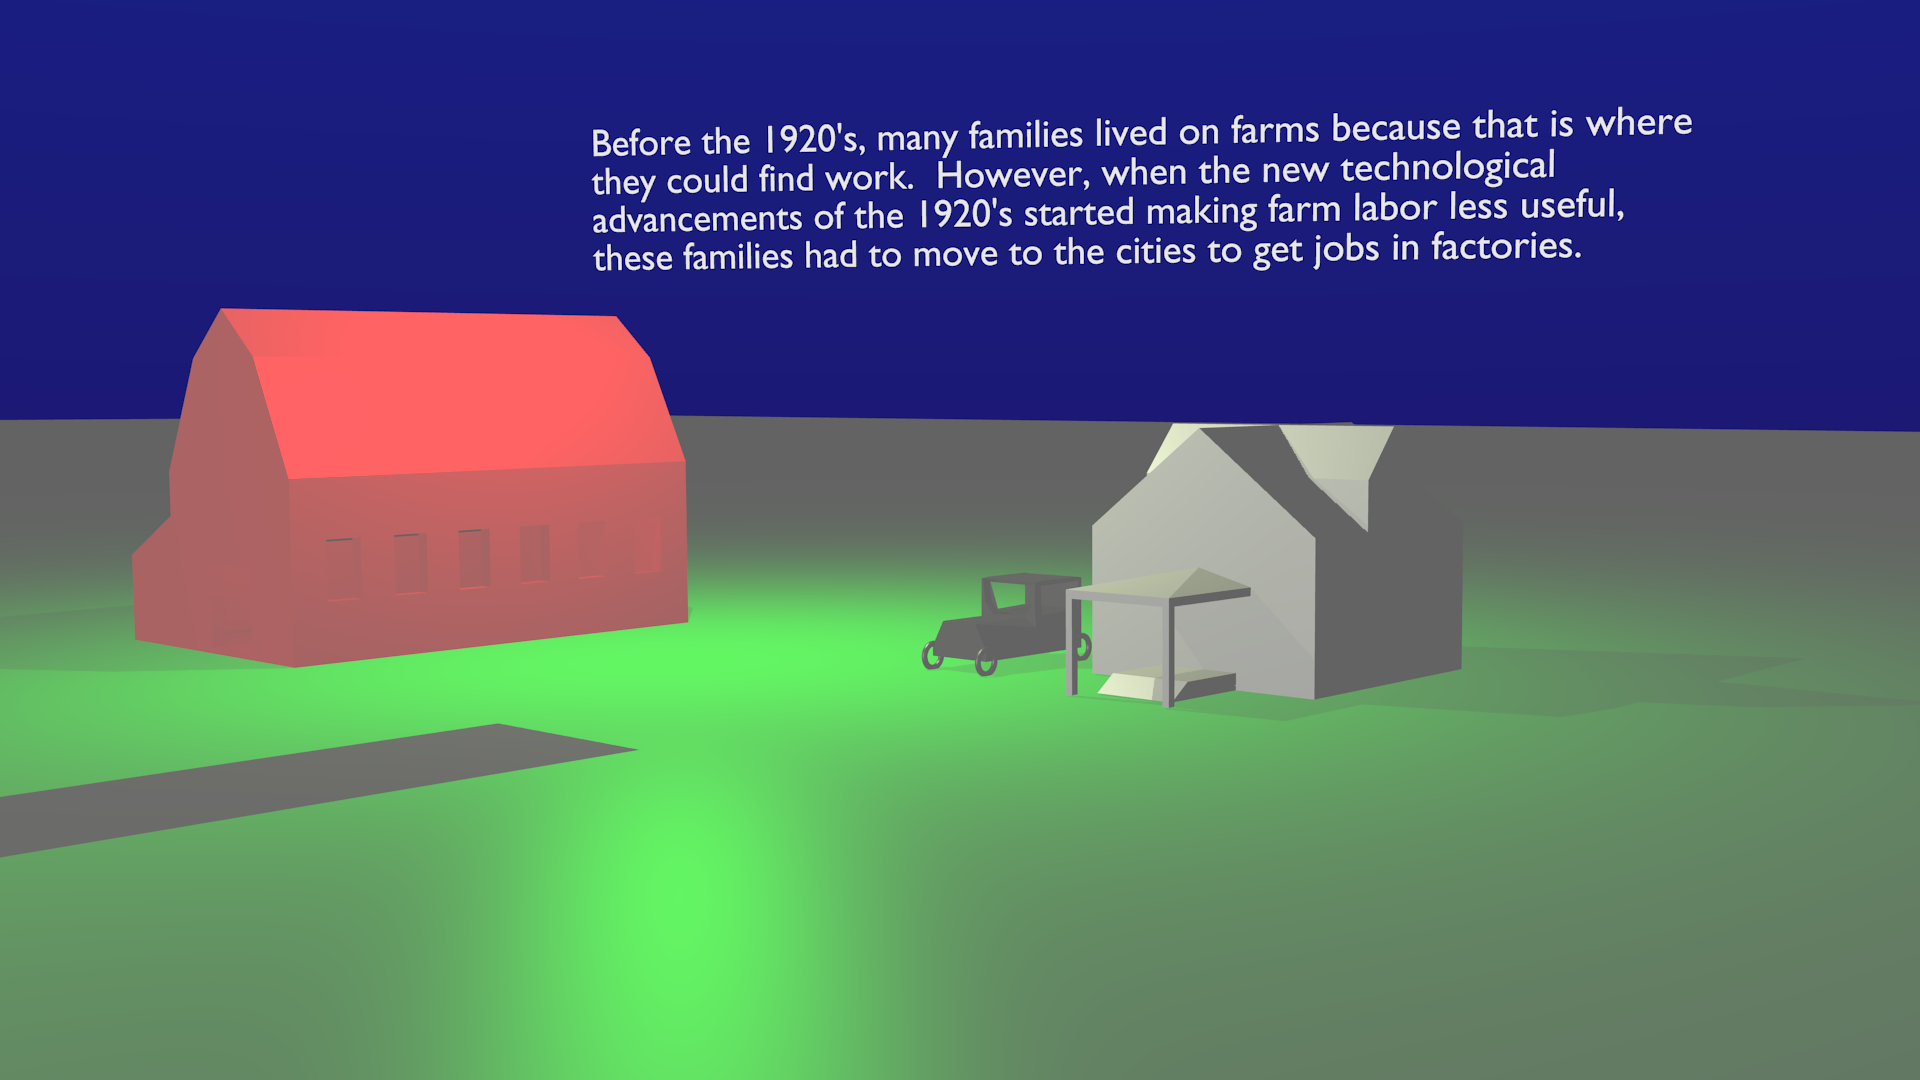 Before the 1920's, many families lived on farms because that is where
they could find work.  However, when the new technological
advancements of the 1920's started making farm labor less useful,
these families had to move to the cities to get jobs in factories.